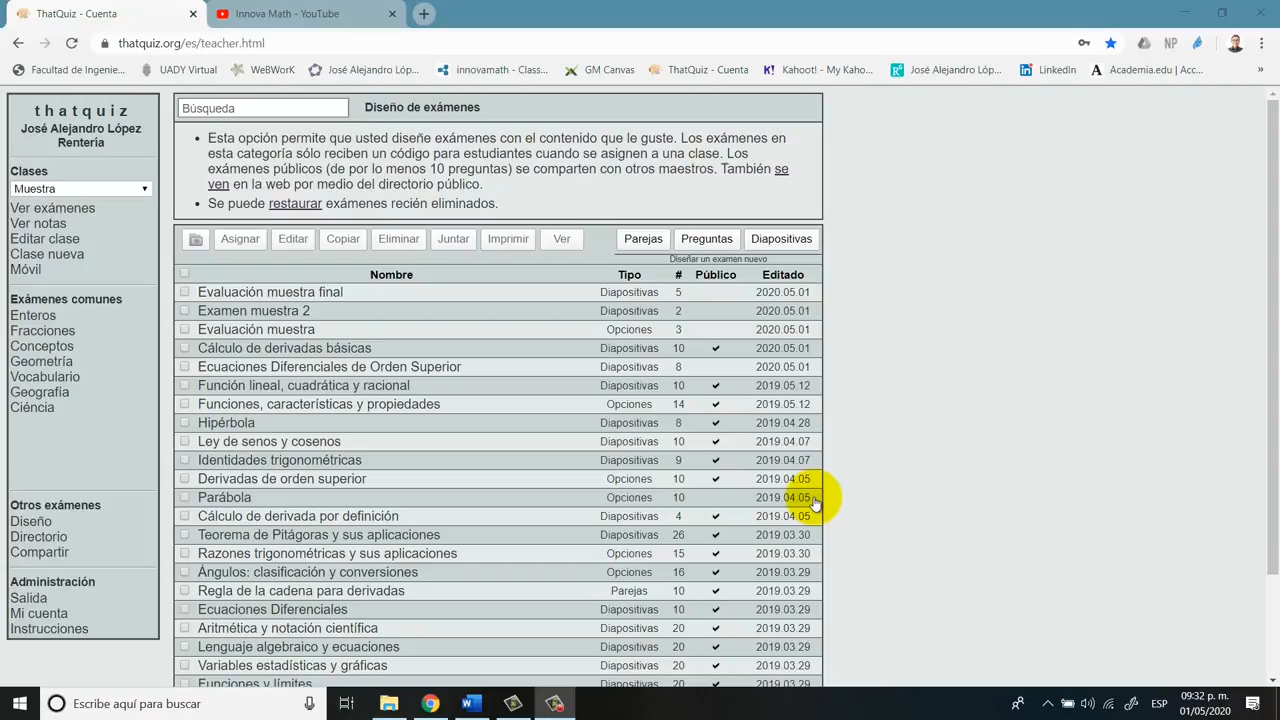 ThatQuiz - Cuenta
Innova Math - YouTube
thatquiz.org/es/teacher.html
Facultad de Ingenie...
UADY Virtual
WeBWorK
José Alejandro Lóp...
innovamath - Class...
GM Canvas
ThatQuiz - Cuenta
Kahoot! - My Kaho...
José Alejandro Lóp...
LinkedIn
Academia.edu | Acc...
thatquiz
José Alejandro López
Rentería
Clases
Muestra
Ver exámenes
Ver notas
Editar clase
Clase nueva
Móvil
Exámenes comunes
Enteros
Fracciones
Conceptos
Geometría
Vocabulario
Geografía
Ciéncia
Otros exámenes
Diseño
Directorio
Compartir
Administración
Salida
Mi cuenta
Instrucciones
Búsqueda
Diseño de exámenes
• Esta opción permite que usted diseñe exámenes con el contenido que le guste. Los exámenes en
esta categoría sólo reciben un código para estudiantes cuando se asignen a una clase. Los
exámenes públicos (de por lo menos 10 preguntas) se comparten con otros maestros. También se
ven en la web por medio del directorio público.
• Se puede restaurar exámenes recién eliminados.
Asignar Editar Copiar Eliminar Juntar Imprimir Ver Parejas Preguntas Diapositivas
Diseñar un examen nuevo
Nombre Tipo # Público Editado
Evaluación muestra final Diapositivas 5 2020.05.01
Examen muestra 2 Diapositivas 2 2020.05.01
Evaluación muestra Opciones 3 2020.05.01
Cálculo de derivadas básicas Diapositivas 10 ✔ 2020.05.01
Ecuaciones Diferenciales de Orden Superior Diapositivas 8 2020.05.01
Función lineal, cuadrática y racional Diapositivas 10 ✔ 2019.05.12
Funciones, características y propiedades Opciones 14 ✔ 2019.05.12
Hipérbola Diapositivas 8 ✔ 2019.04.28
Ley de senos y cosenos Diapositivas 10 ✔ 2019.04.07
Identidades trigonométricas Diapositivas 9 ✔ 2019.04.07
Derivadas de orden superior Opciones 10 ✔ 2019.04.05
Parábola Opciones 10 2019.04.05
Cálculo de derivada por definición Diapositivas 4 ✔ 2019.04.05
Teorema de Pitágoras y sus aplicaciones Diapositivas 26 ✔ 2019.03.30
Razones trigonométricas y sus aplicaciones Opciones 15 ✔ 2019.03.30
Ángulos: clasificación y conversiones Opciones 16 ✔ 2019.03.29
Regla de la cadena para derivadas Parejas 10 ✔ 2019.03.29
Ecuaciones Diferenciales Diapositivas 10 ✔ 2019.03.29
Aritmética y notación científica Diapositivas 20 ✔ 2019.03.29
Lenguaje algebraico y ecuaciones Diapositivas 20 ✔ 2019.03.29
Variables estadísticas y gráficas Diapositivas 20 ✔ 2019.03.29
Funciones y límites Diapositivas 20 ✔ 2019.03.29
Escribe aquí para buscar
ESP
09:32 p. m.
01/05/2020